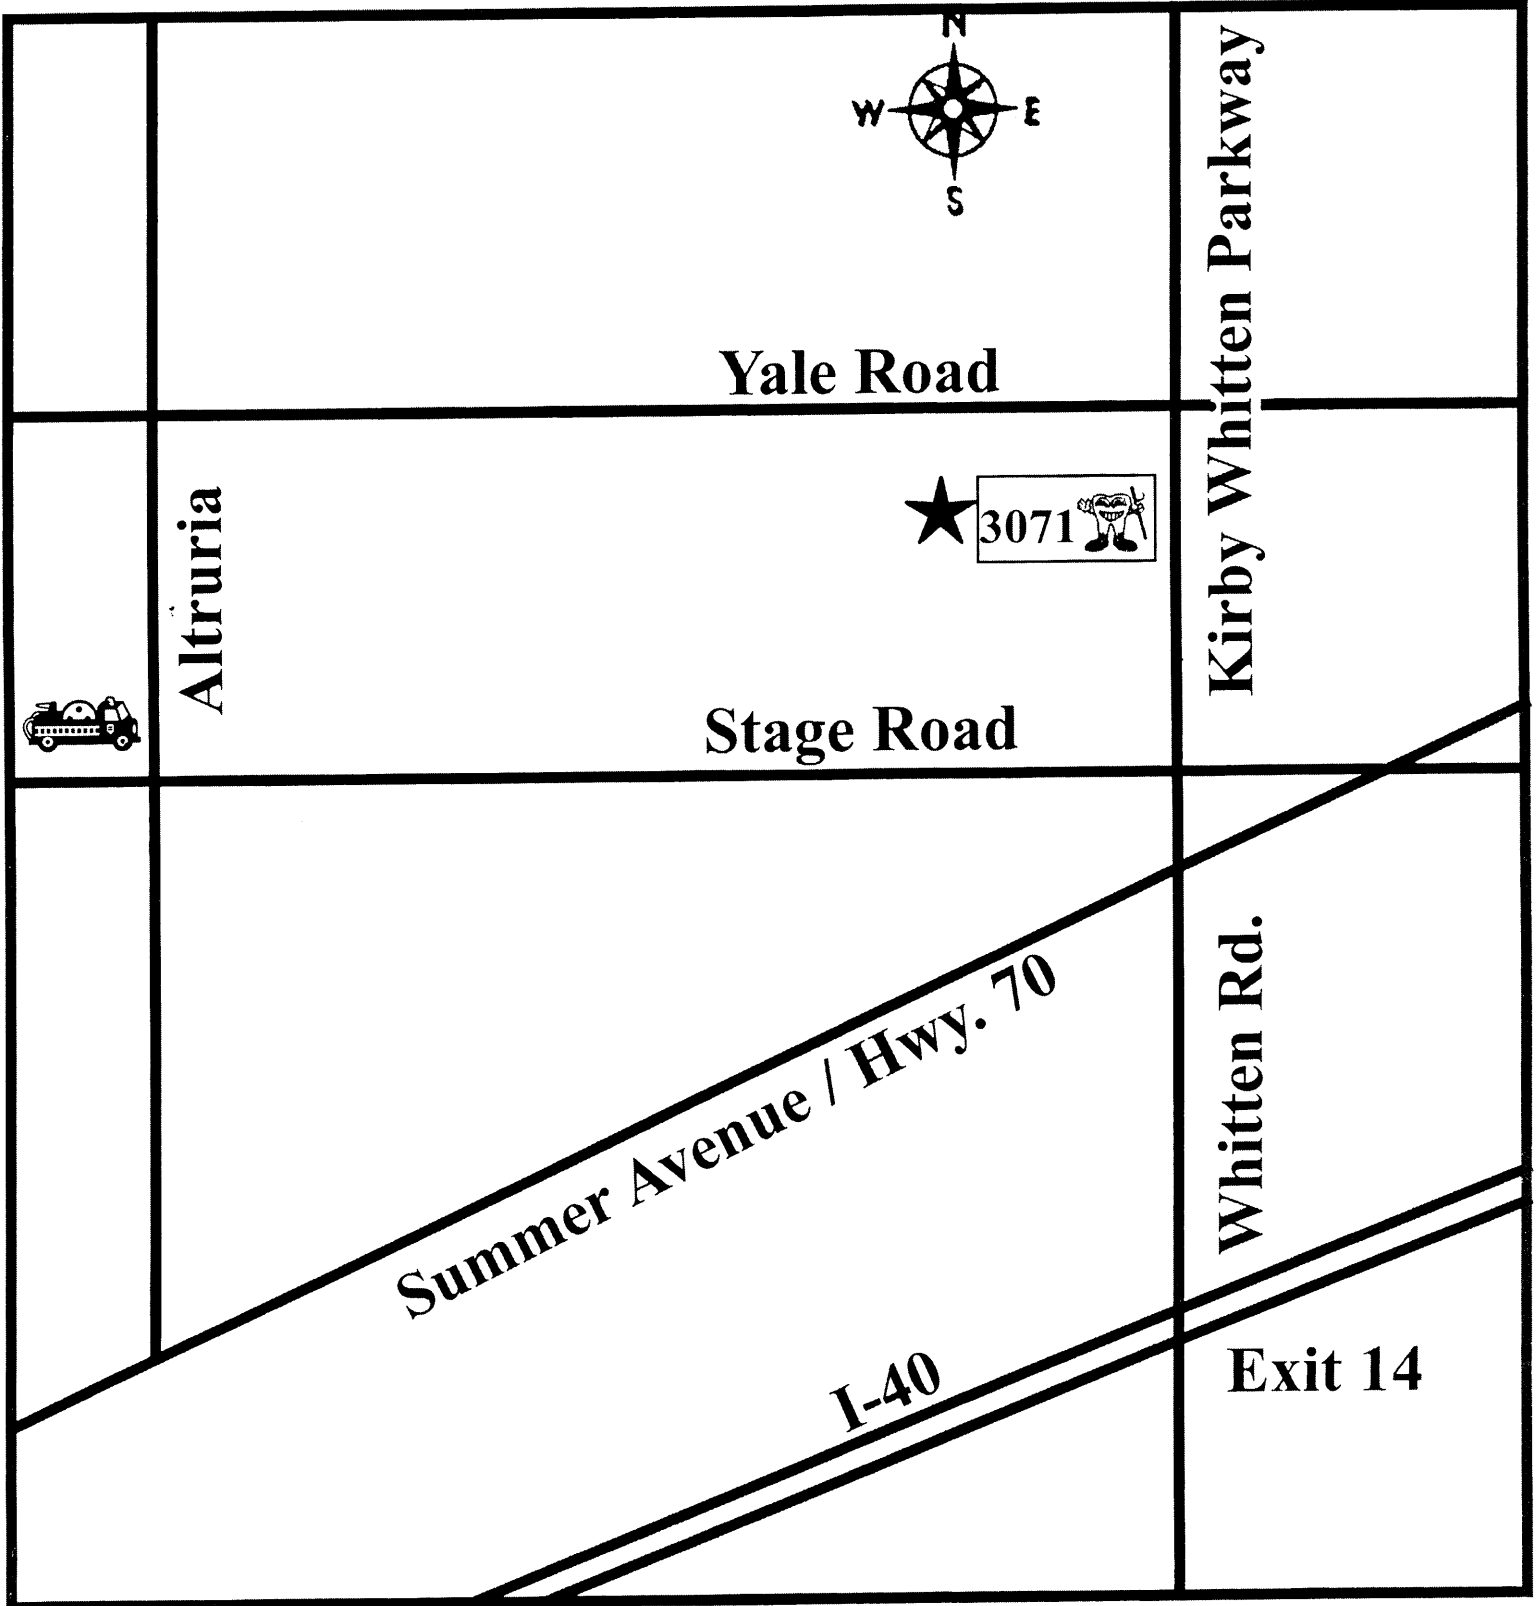 N
W
E
S
Kirby Whitten Parkway
Yale Road
3071
Altruria
Stage Road
Summer Avenue / Hwy. 70
Whitten Rd.
I-40
Exit 14